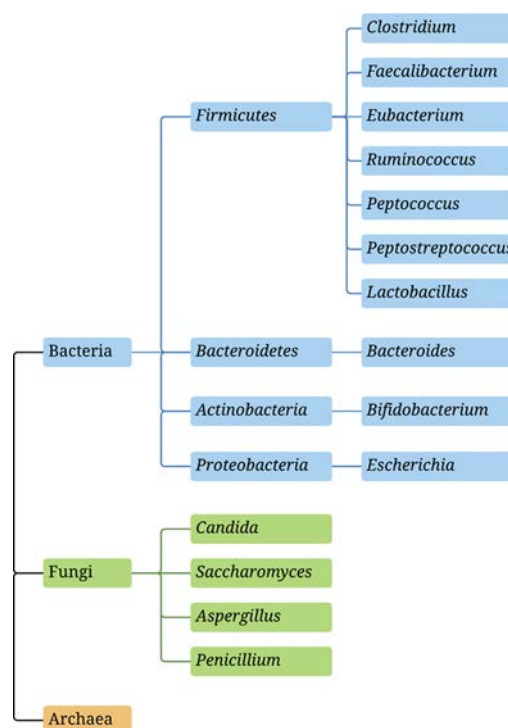 Clostridium
Faecalibacterium
Firmicutes
Eubacterium
Ruminococcus
Peptococcus
Peptostreptococcus
Lactobacillus
Bacteria
Bacteroidetes
Bacteroides
Actinobacteria
Bifidobacterium
Proteobacteria
Escherichia
Candida
Fungi
Saccharomyces
Aspergillus
Penicillium
Archaea